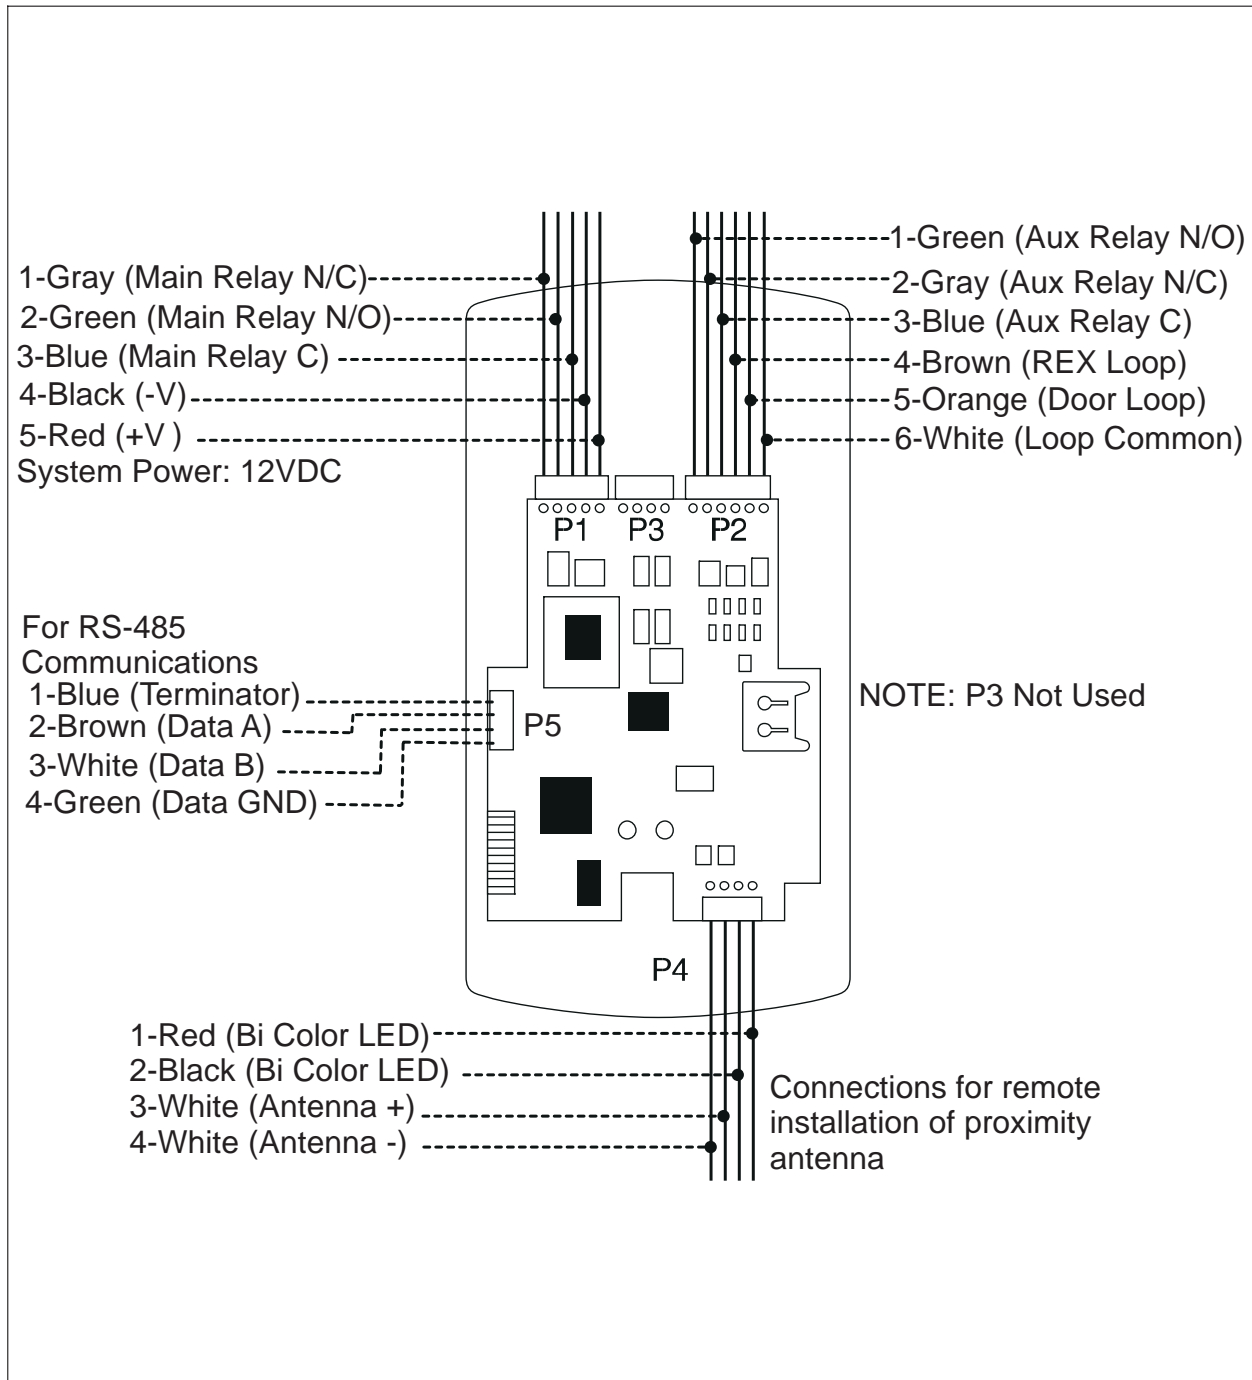 1-Gray (Main Relay N/C)
2-Green (Main Relay N/O)
3-Blue (Main Relay C)
4-Black (-V)
5-Red (+V )
System Power: 12VDC
1-Green (Aux Relay N/O)
2-Gray (Aux Relay N/C)
3-Blue (Aux Relay C)
4-Brown (REX Loop)
5-Orange (Door Loop)
6-White (Loop Common)
P1 P3 P2
For RS-485
Communications
1-Blue (Terminator)
2-Brown (Data A)
3-White (Data B)
4-Green (Data GND)
P5
NOTE: P3 Not Used
P4
1-Red (Bi Color LED)
2-Black (Bi Color LED)
3-White (Antenna +)
4-White (Antenna -)
Connections for remote
installation of proximity
antenna